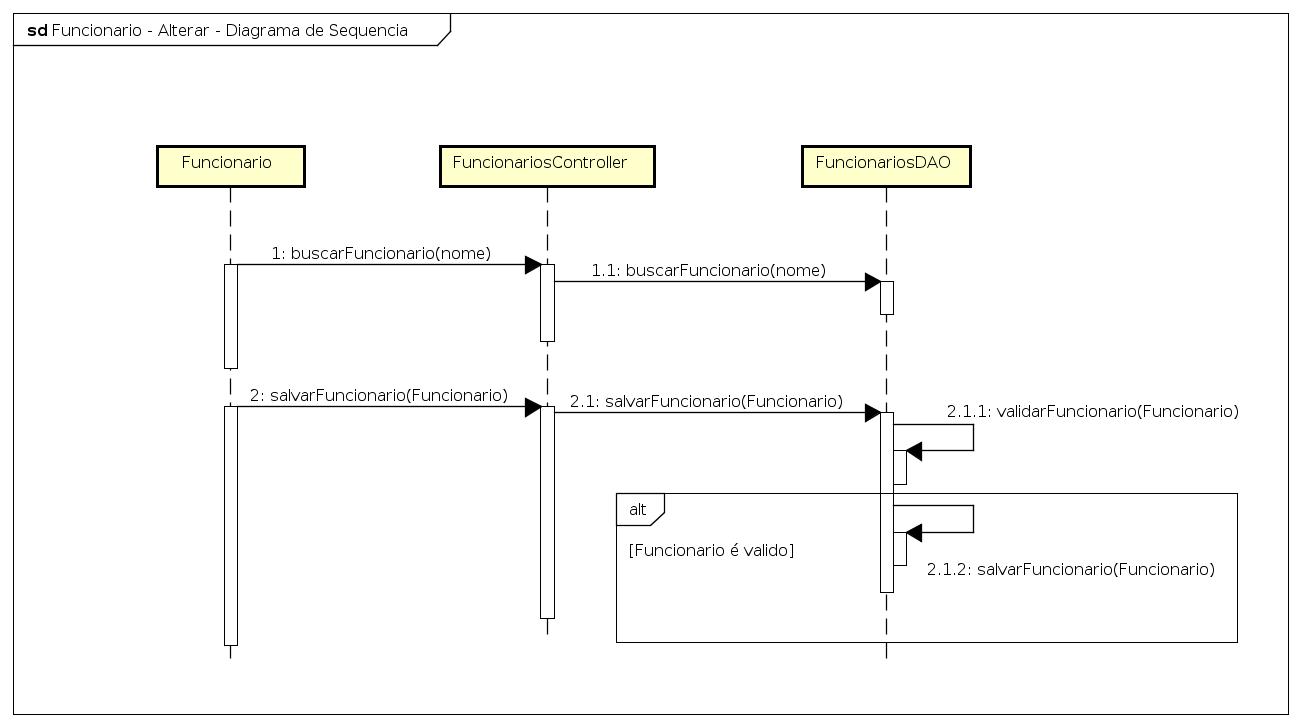 sd Funcionario - Alterar - Diagrama de Sequencia
Funcionario
FuncionariosController
FuncionariosDAO
1: buscarFuncionario(nome)
1.1: buscarFuncionario(nome)
2: salvarFuncionario(Funcionario)
2.1: salvarFuncionario(Funcionario)
2.1.1: validarFuncionario(Funcionario)
alt
[Funcionario é valido]
2.1.2: salvarFuncionario(Funcionario)